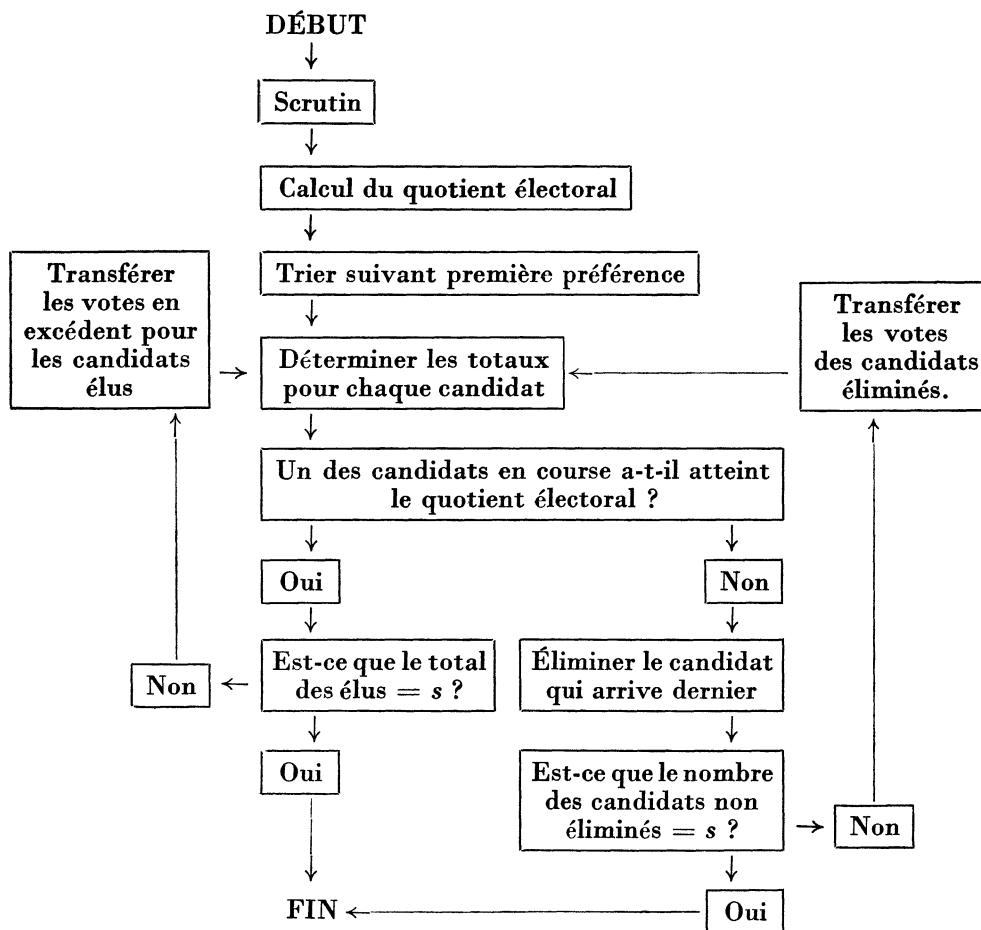 DÉBUT
Scrutin
Calcul du quotient électoral
Trier suivant première préférence
Transférer
les votes en
excédent pour
les candidats
élus
Déterminer les totaux
pour chaque candidat
Transférer
les votes
des candidats
éliminés.
Un des candidats en course a-t-il atteint
le quotient électoral ?
Oui
Non
Non
Est-ce que le total
des élus = s ?
Éliminer le candidat
qui arrive dernier
Oui
Est-ce que le nombre
des candidats non
éliminés = s ?
Non
FIN
Oui